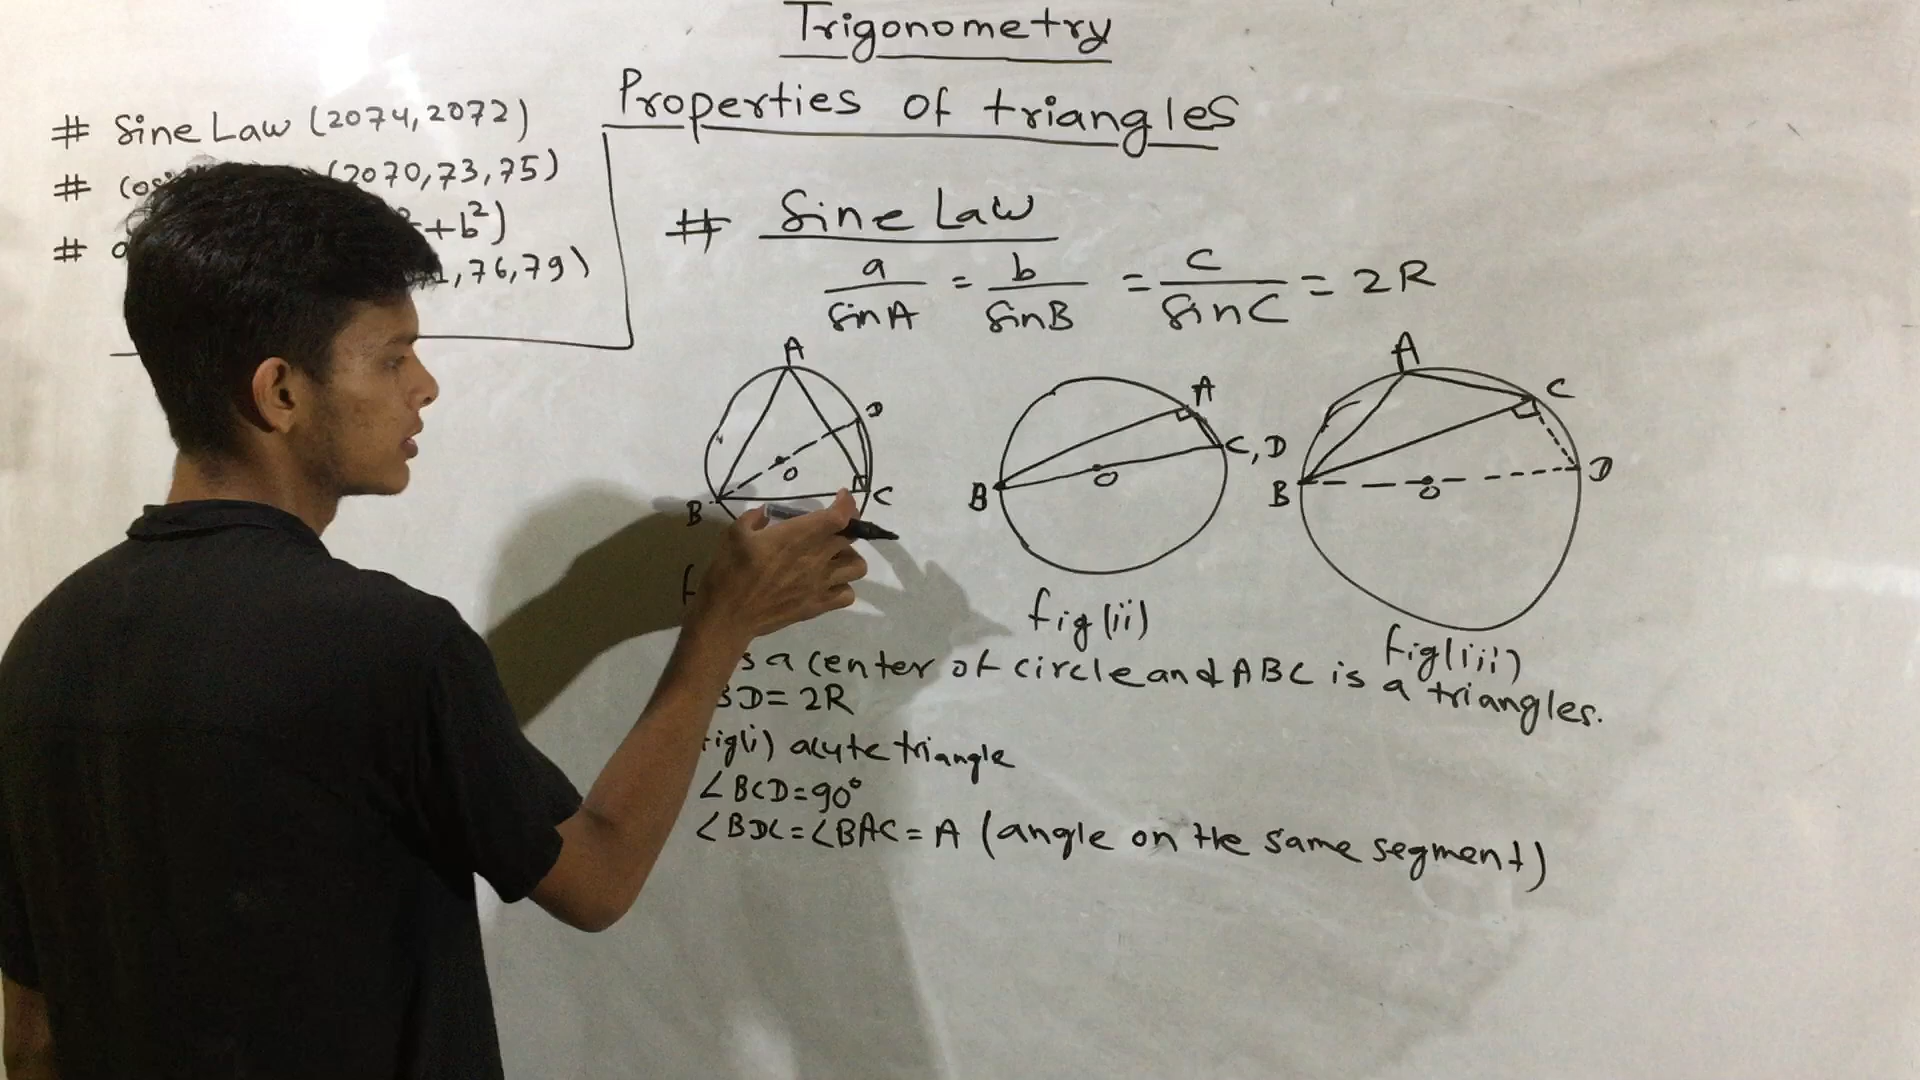 Trigonometry
Properties of triangles
# Sine Law (2074,2072)
# (2070,73,75)
+b²)
#
,76,79)
# Sine Law
a/sinA = b/sinB = c/sinC = 2R
A
D
O
B
C
A
B
O
C, D
A
C
B
O
D
fig(ii)
fig(iii)
a center of circle and ABC is a triangles.
BD = 2R
fig(i) acute triangle
∠BCD=90°
∠BDC=∠BAC = A (angle on the same segment)